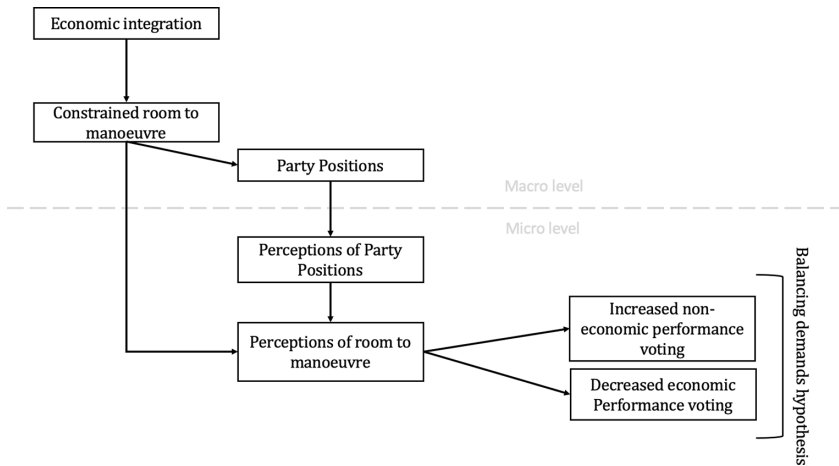 Economic integration
Constrained room to
manoeuvre
Party Positions
Macro level
Micro level
Perceptions of Party
Positions
Perceptions of room to
manoeuvre
Increased non-
economic performance
voting
Decreased economic
Performance voting
Balancing demands hypothesis